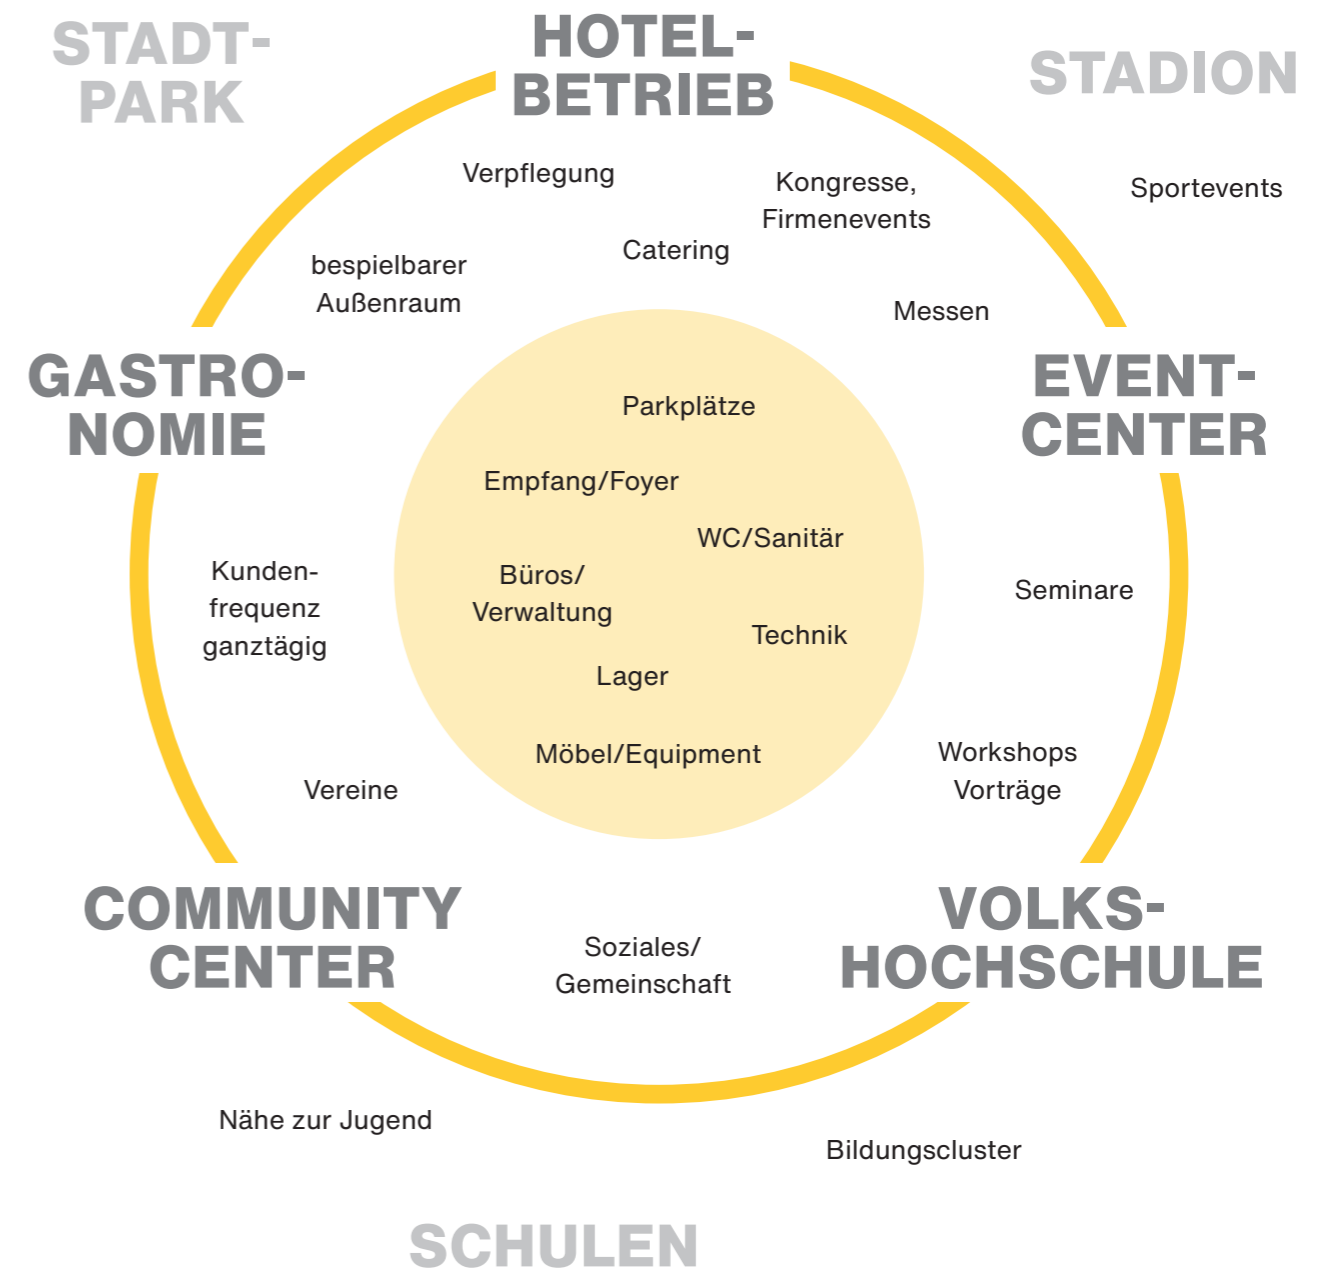 STADT-
PARK
HOTEL-
BETRIEB
STADION
Verpflegung
Kongresse,
Firmenevents
Sportevents
Catering
bespielbarer
Außenraum
Messen
GASTRO-
NOMIE
EVENT-
CENTER
Parkplätze
Empfang/Foyer
WC/Sanitär
Büros/
Verwaltung
Technik
Lager
Möbel/Equipment
Kunden-
frequenz
ganztägig
Seminare
Vereine
Workshops
Vorträge
COMMUNITY
CENTER
Soziales/
Gemeinschaft
VOLKS-
HOCHSCHULE
Nähe zur Jugend
Bildungscluster
SCHULEN